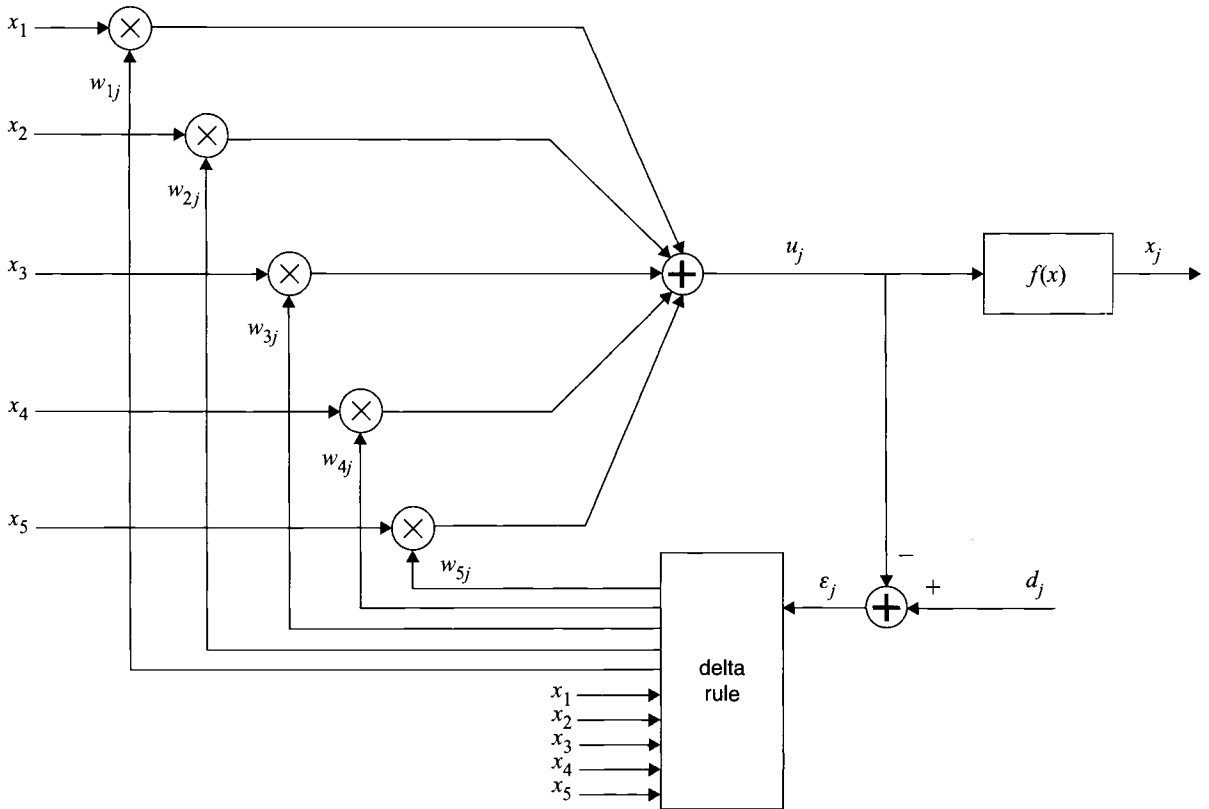 x1
w1j
x2
w2j
x3
w3j
x4
w4j
x5
w5j
uj
f(x)
xj
−
+
εj
dj
delta
rule
x1
x2
x3
x4
x5